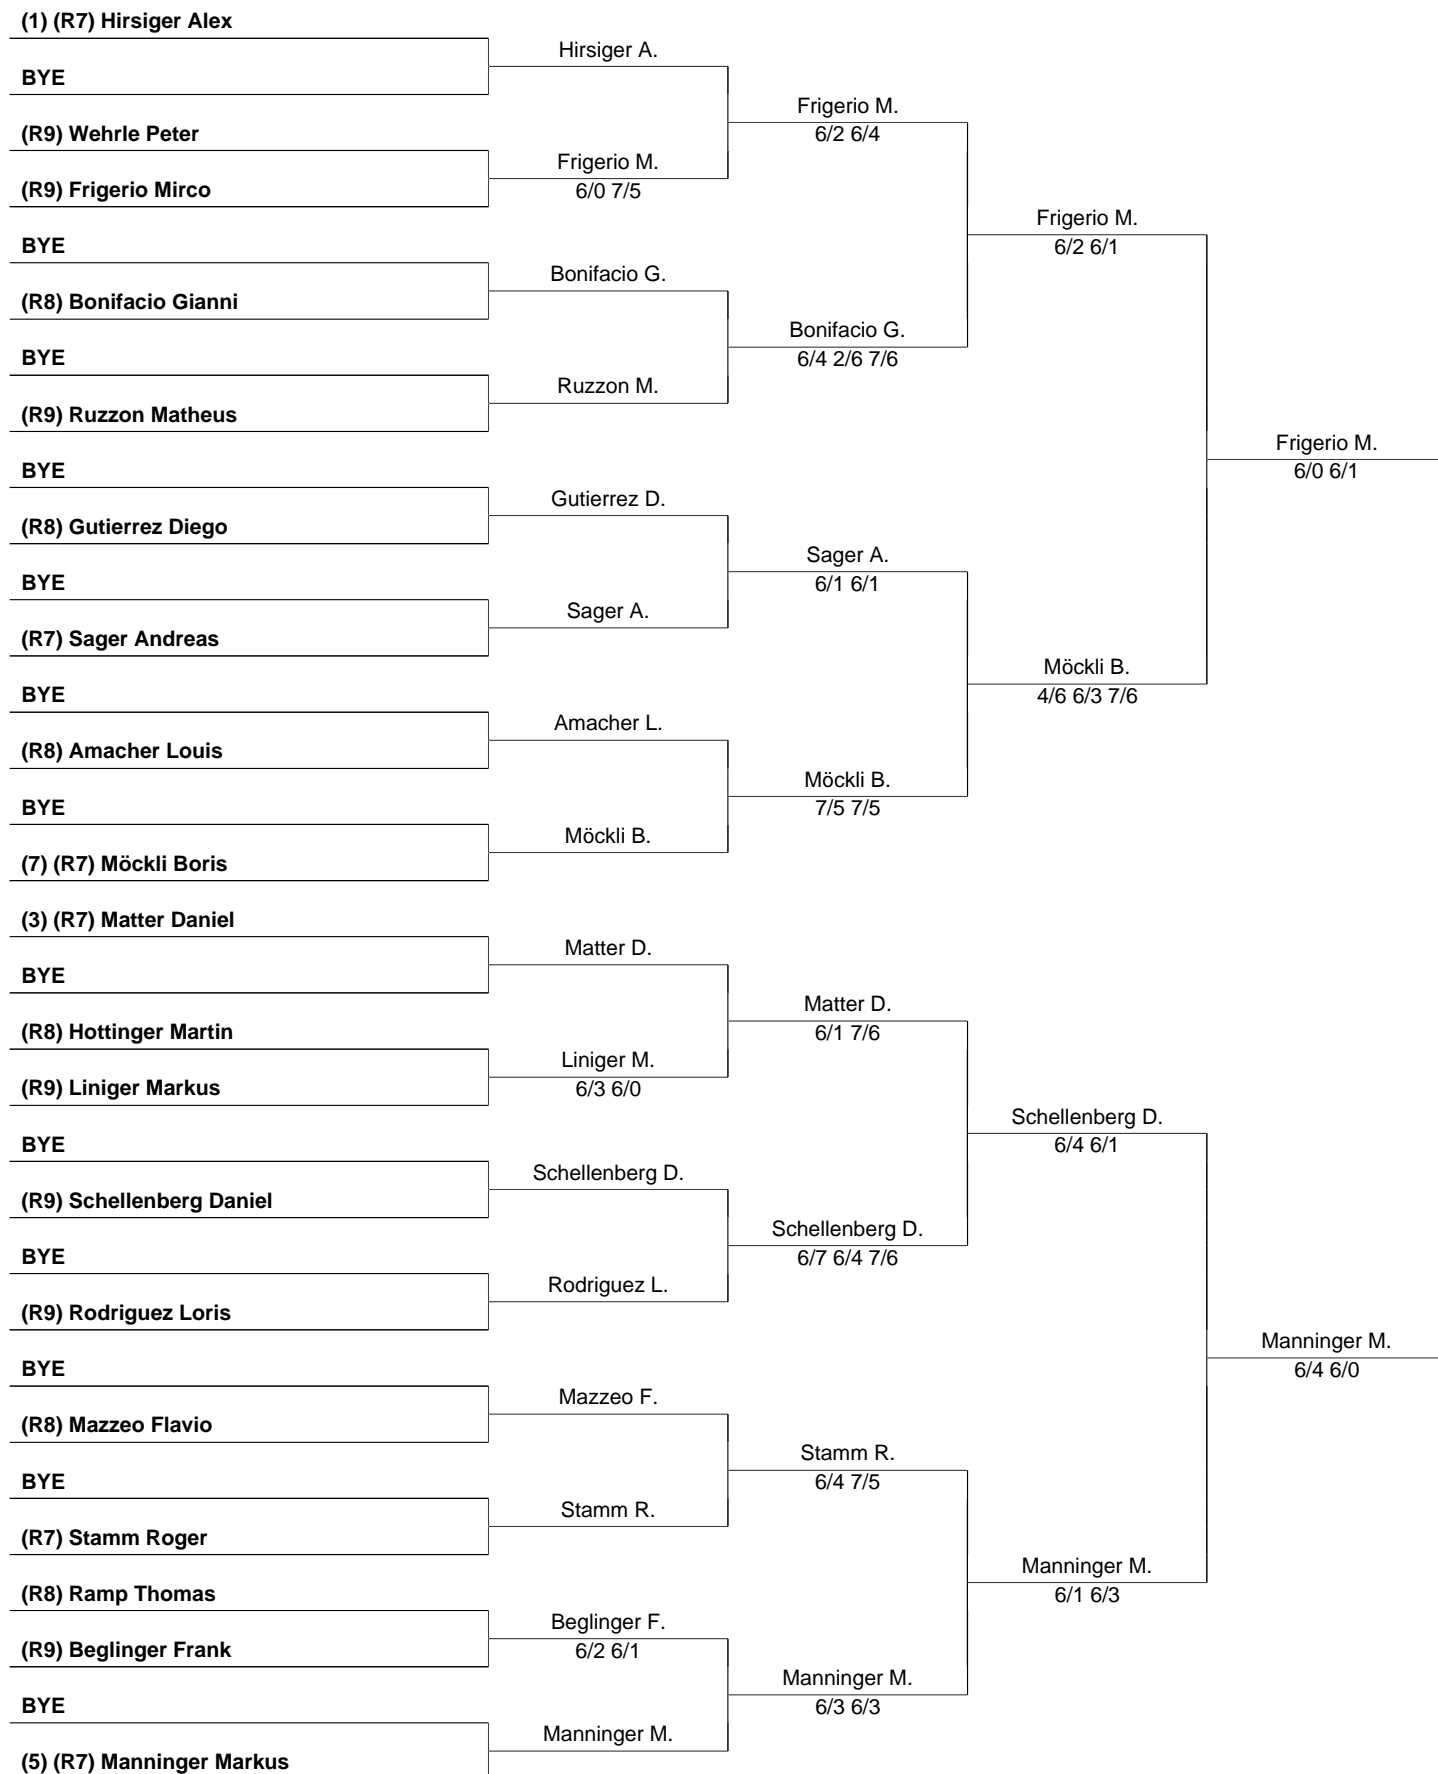 (1) (R7) Hirsiger Alex
Hirsiger A.
BYE
Frigerio M.
6/2 6/4
(R9) Wehrle Peter
Frigerio M.
6/0 7/5
(R9) Frigerio Mirco
Frigerio M.
6/2 6/1
BYE
Bonifacio G.
(R8) Bonifacio Gianni
Bonifacio G.
6/4 2/6 7/6
BYE
Ruzzon M.
(R9) Ruzzon Matheus
Frigerio M.
6/0 6/1
BYE
Gutierrez D.
(R8) Gutierrez Diego
Sager A.
6/1 6/1
BYE
Sager A.
(R7) Sager Andreas
Möckli B.
4/6 6/3 7/6
BYE
Amacher L.
(R8) Amacher Louis
Möckli B.
7/5 7/5
BYE
Möckli B.
(7) (R7) Möckli Boris
(3) (R7) Matter Daniel
Matter D.
BYE
Matter D.
6/1 7/6
(R8) Hottinger Martin
Liniger M.
6/3 6/0
(R9) Liniger Markus
Schellenberg D.
6/4 6/1
BYE
Schellenberg D.
(R9) Schellenberg Daniel
Schellenberg D.
6/7 6/4 7/6
BYE
Rodriguez L.
(R9) Rodriguez Loris
Manninger M.
6/4 6/0
BYE
Mazzeo F.
(R8) Mazzeo Flavio
Stamm R.
6/4 7/5
BYE
Stamm R.
(R7) Stamm Roger
Manninger M.
6/1 6/3
(R8) Ramp Thomas
Beglinger F.
6/2 6/1
(R9) Beglinger Frank
Manninger M.
6/3 6/3
BYE
Manninger M.
(5) (R7) Manninger Markus